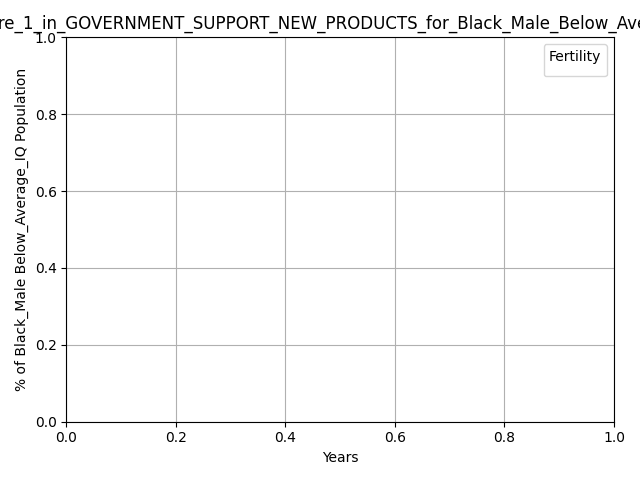 re_1_in_GOVERNMENT_SUPPORT_NEW_PRODUCTS_for_Black_Male_Below_Ave
Fertility
% of Black_Male Below_Average_IQ Population
1.0
0.8
0.6
0.4
0.2
0.0
0.0 0.2 0.4 0.6 0.8 1.0
Years